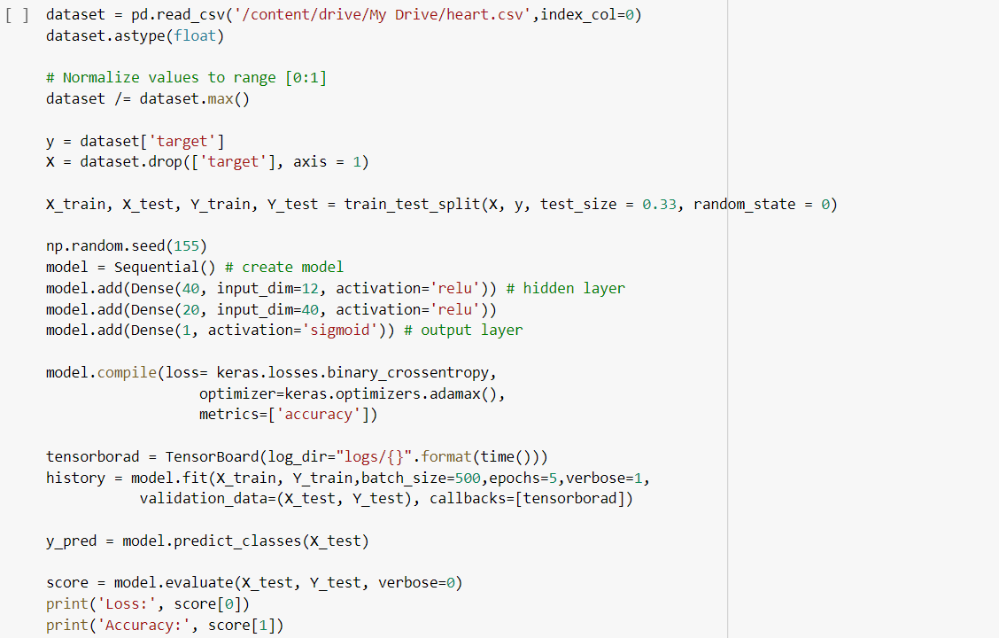 [ ] dataset = pd.read_csv('/content/drive/My Drive/heart.csv',index_col=0)
dataset.astype(float)
# Normalize values to range [0:1]
dataset /= dataset.max()
y = dataset['target']
X = dataset.drop(['target'], axis = 1)
X_train, X_test, Y_train, Y_test = train_test_split(X, y, test_size = 0.33, random_state = 0)
np.random.seed(155)
model = Sequential() # create model
model.add(Dense(40, input_dim=12, activation='relu')) # hidden layer
model.add(Dense(20, input_dim=40, activation='relu'))
model.add(Dense(1, activation='sigmoid')) # output layer
model.compile(loss= keras.losses.binary_crossentropy,
optimizer=keras.optimizers.adamax(),
metrics=['accuracy'])
tensorborad = TensorBoard(log_dir="logs/{}".format(time()))
history = model.fit(X_train, Y_train,batch_size=500,epochs=5,verbose=1,
validation_data=(X_test, Y_test), callbacks=[tensorborad])
y_pred = model.predict_classes(X_test)
score = model.evaluate(X_test, Y_test, verbose=0)
print('Loss:', score[0])
print('Accuracy:', score[1])